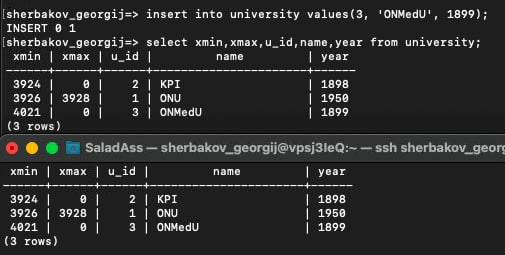 [sherbakov_georgij=> insert into university values(3, 'ONMedU', 1899);
INSERT 0 1
[sherbakov_georgij=> select xmin,xmax,u_id,name,year from university;
xmin | xmax | u_id | name | year
------+------+------+----------------------+------
3924 | 0 | 2 | KPI | 1898
3926 | 3928 | 1 | ONU | 1950
4021 | 0 | 3 | ONMedU | 1899
(3 rows)
SaladAss — sherbakov_georgij@vpsj3IeQ:~ — ssh sherbakov_georg
xmin | xmax | u_id | name | year
------+------+------+----------------------+------
3924 | 0 | 2 | KPI | 1898
3926 | 3928 | 1 | ONU | 1950
4021 | 0 | 3 | ONMedU | 1899
(3 rows)